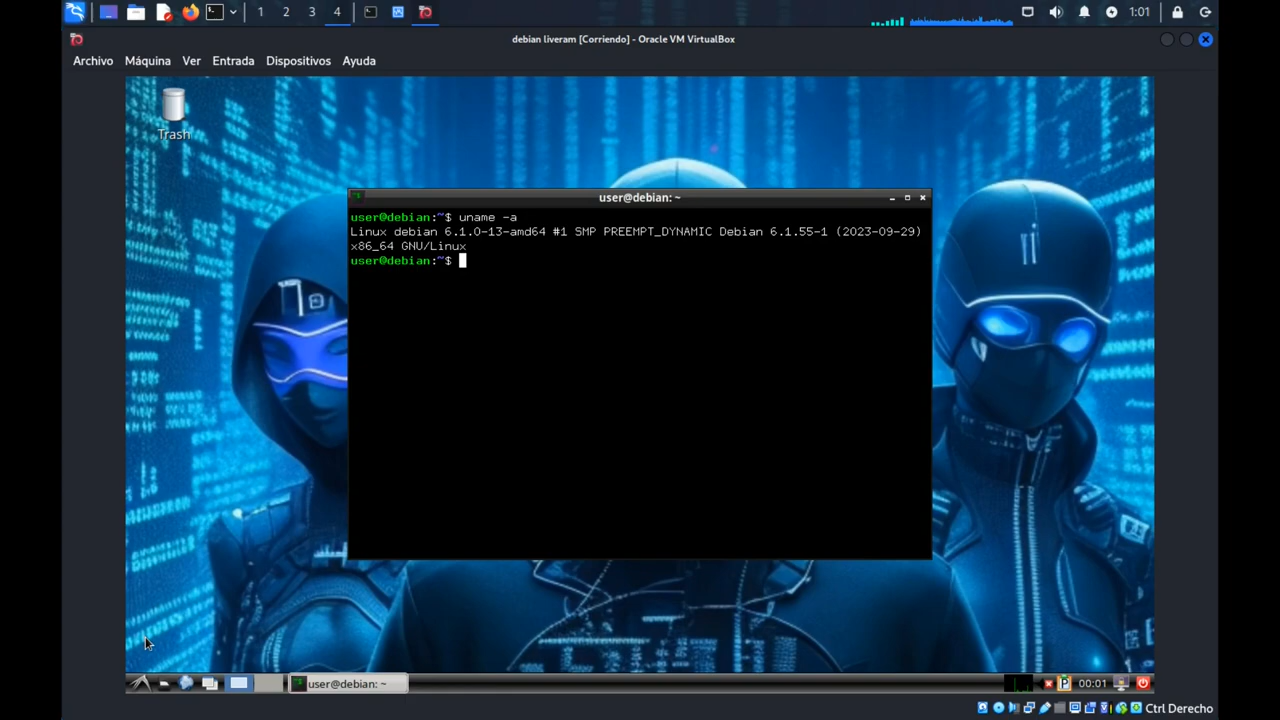 1 2 3 4 1:01
debian liveram [Corriendo] - Oracle VM VirtualBox
Archivo Máquina Ver Entrada Dispositivos Ayuda
Trash
user@debian: ~
user@debian:~$ uname -a
Linux debian 6.1.0-13-amd64 #1 SMP PREEMPT_DYNAMIC Debian 6.1.55-1 (2023-09-29)
x86_64 GNU/Linux
user@debian:~$
user@debian: ~ 00:01
Ctrl Derecho